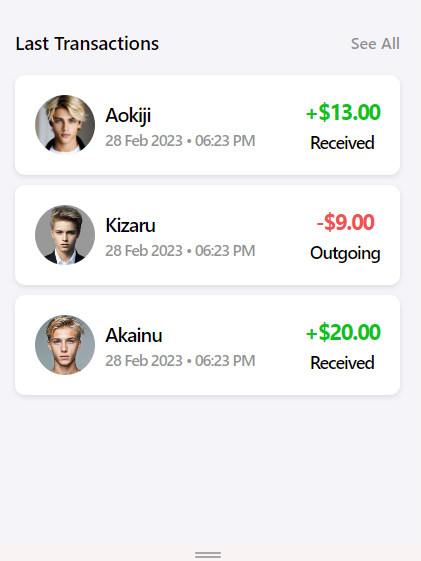 Last Transactions See All
Aokiji +$13.00
28 Feb 2023 • 06:23 PM Received
Kizaru -$9.00
28 Feb 2023 • 06:23 PM Outgoing
Akainu +$20.00
28 Feb 2023 • 06:23 PM Received